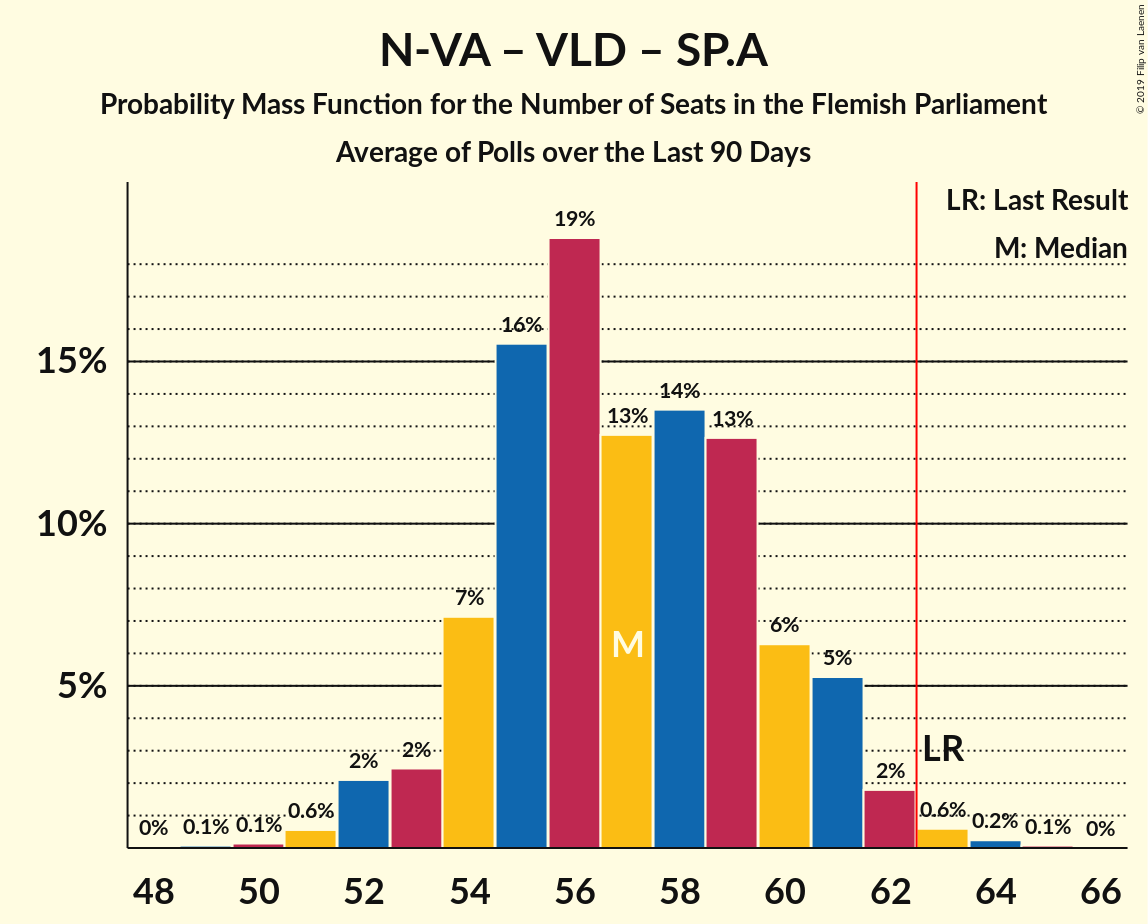 N-VA – VLD – SP.A
Probability Mass Function for the Number of Seats in the Flemish Parliament
Average of Polls over the Last 90 Days
© 2019 Filip van Laenen
LR: Last Result
M: Median
15%
10%
5%
0%
0.1%
0.1%
0.6%
2%
2%
7%
16%
19%
13%
14%
13%
6%
5%
2%
0.6%
0.2%
0.1%
0%
M
LR
48 50 52 54 56 58 60 62 64 66